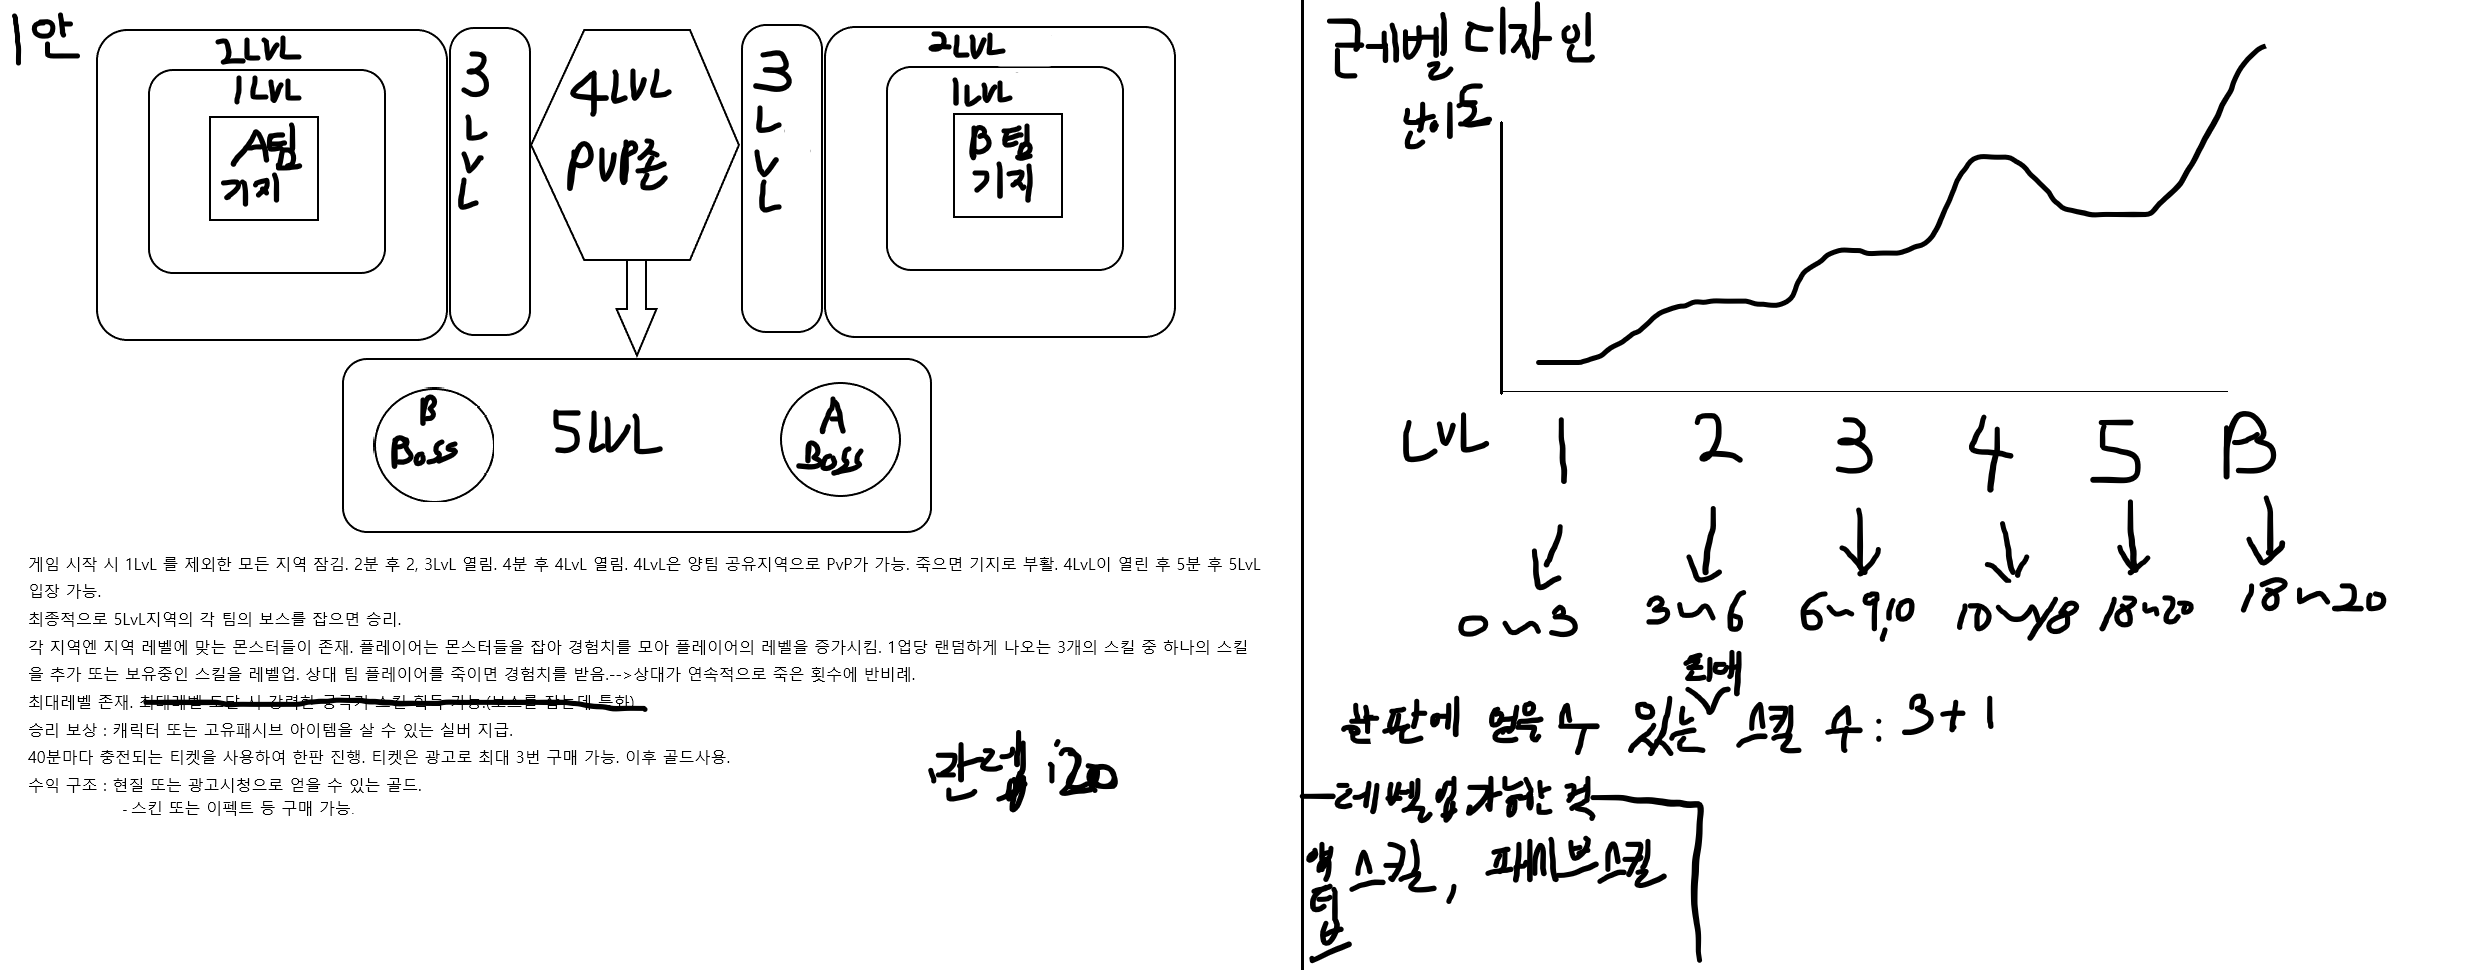 1안
2LVL
1LVL
A팀
기지
3
L
V
L
4LVL
PVP존
3
L
V
L
2LVL
1LVL
B팀
기지
B
Boss
5LVL
A
Boss
게임 시작 시 1LvL 를 제외한 모든 지역 잠김. 2분 후 2, 3LvL 열림. 4분 후 4LvL 열림. 4LvL은 양팀 공유지역으로 PvP가 가능. 죽으면 기지로 부활. 4LvL이 열린 후 5분 후 5LvL
입장 가능.
최종적으로 5LvL지역의 각 팀의 보스를 잡으면 승리.
각 지역엔 지역 레벨에 맞는 몬스터들이 존재. 플레이어는 몬스터들을 잡아 경험치를 모아 플레이어의 레벨을 증가시킴. 1업당 랜덤하게 나오는 3개의 스킬 중 하나의 스킬
을 추가 또는 보유중인 스킬을 레벨업. 상대 팀 플레이어를 죽이면 경험치를 받음.-->상대가 연속적으로 죽은 횟수에 반비례.
최대레벨 존재. 최대레벨 도달 시 강력한 궁극기 스킬 획득 가능.(보스를 잡는데 특화)
승리 보상 : 캐릭터 또는 고유패시브 아이템을 살 수 있는 실버 지급.
40분마다 충전되는 티켓을 사용하여 한판 진행. 티켓은 광고로 최대 3번 구매 가능. 이후 골드사용.
수익 구조 : 현질 또는 광고시청으로 얻을 수 있는 골드.
- 스킨 또는 이펙트 등 구매 가능.
만렙 : 20
레벨 디자인
난이도
LVL 1 2 3 4 5 B
0~3 3~6 6~9,10 10~18 18~20 18~20
최대
한판에 얻을 수 있는 스킬 수 : 3+1
레벨업 가능한 것
액티브 스킬, 패시브 스킬